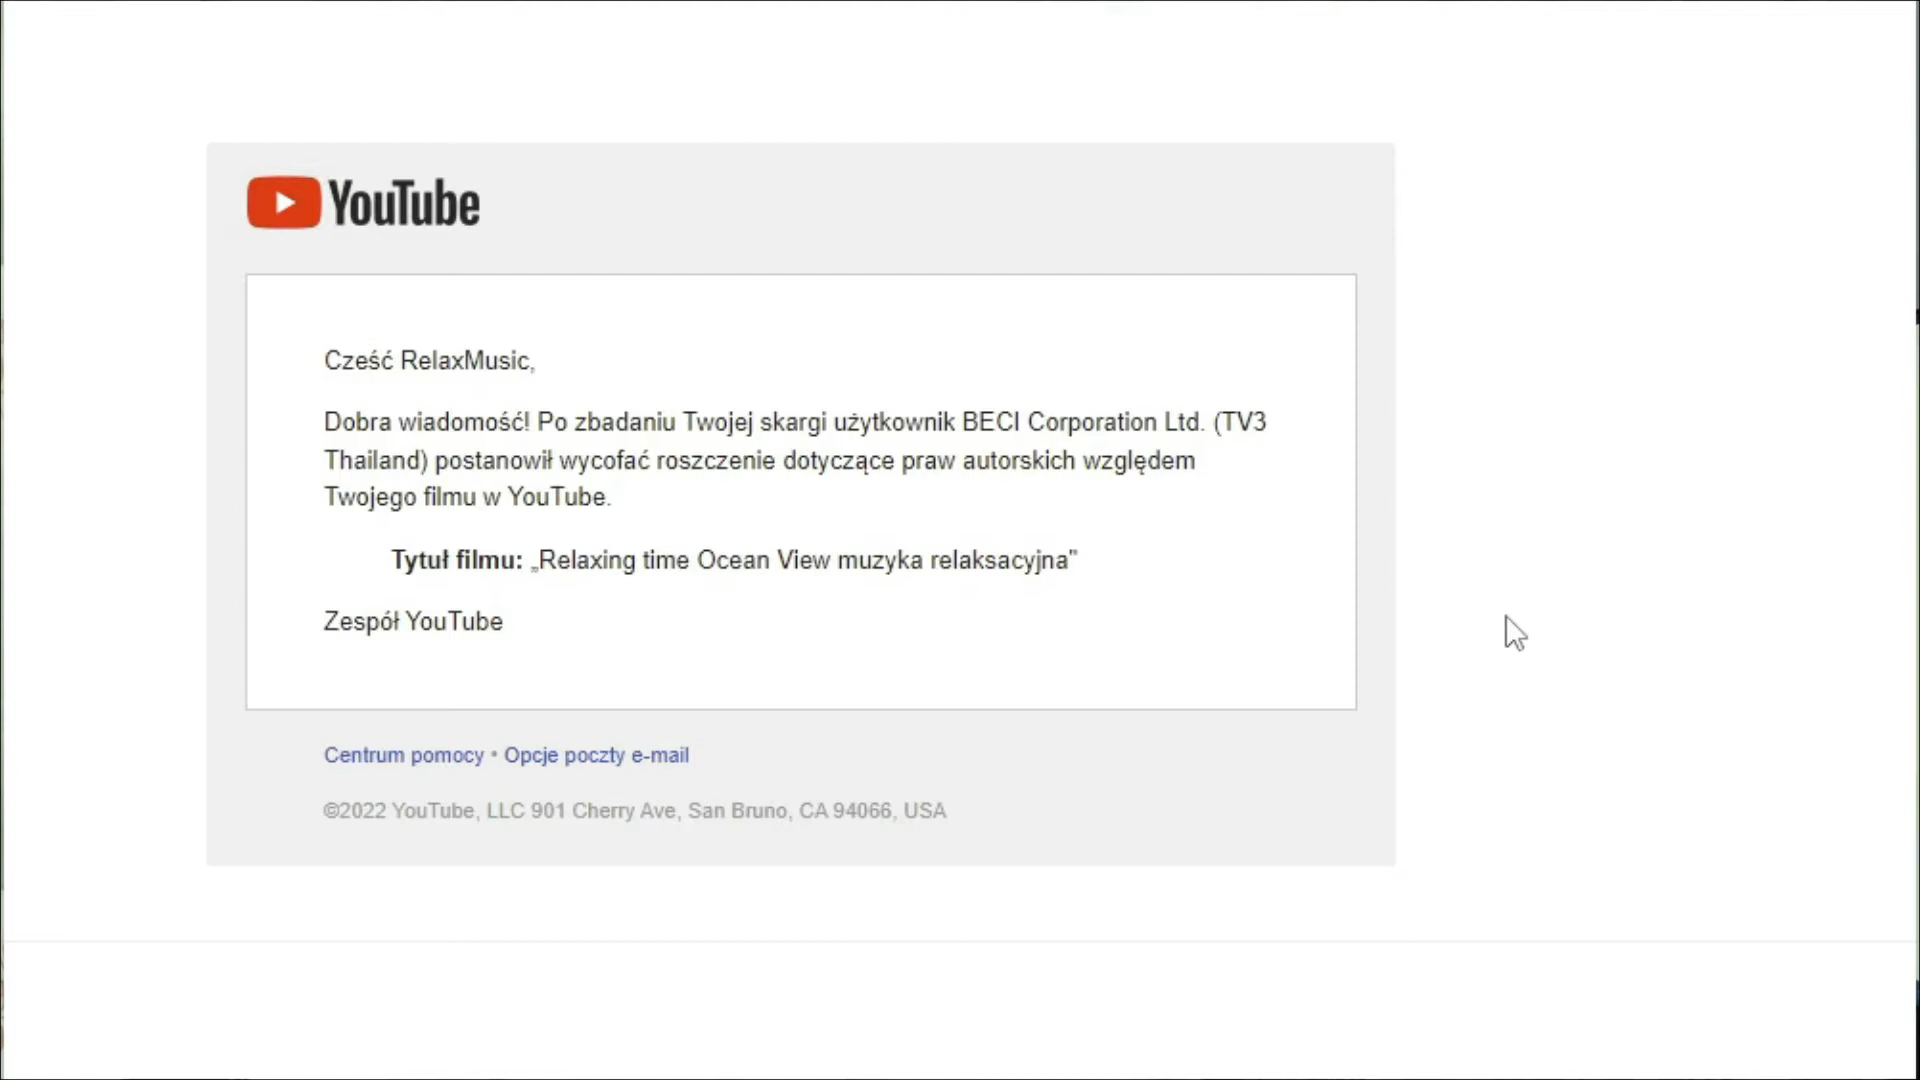 YouTube
Cześć RelaxMusic,
Dobra wiadomość! Po zbadaniu Twojej skargi użytkownik BECI Corporation Ltd. (TV3
Thailand) postanowił wycofać roszczenie dotyczące praw autorskich względem
Twojego filmu w YouTube.
Tytuł filmu: „Relaxing time Ocean View muzyka relaksacyjna”
Zespół YouTube
Centrum pomocy • Opcje poczty e-mail
©2022 YouTube, LLC 901 Cherry Ave, San Bruno, CA 94066, USA